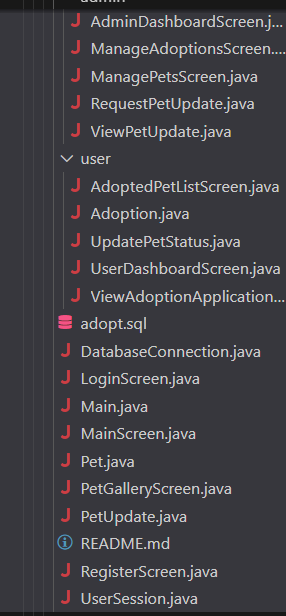 admin
AdminDashboardScreen.j...
ManageAdoptionsScreen....
ManagePetsScreen.java
RequestPetUpdate.java
ViewPetUpdate.java
user
AdoptedPetListScreen.java
Adoption.java
UpdatePetStatus.java
UserDashboardScreen.java
ViewAdoptionApplication...
adopt.sql
DatabaseConnection.java
LoginScreen.java
Main.java
MainScreen.java
Pet.java
PetGalleryScreen.java
PetUpdate.java
README.md
RegisterScreen.java
UserSession.java